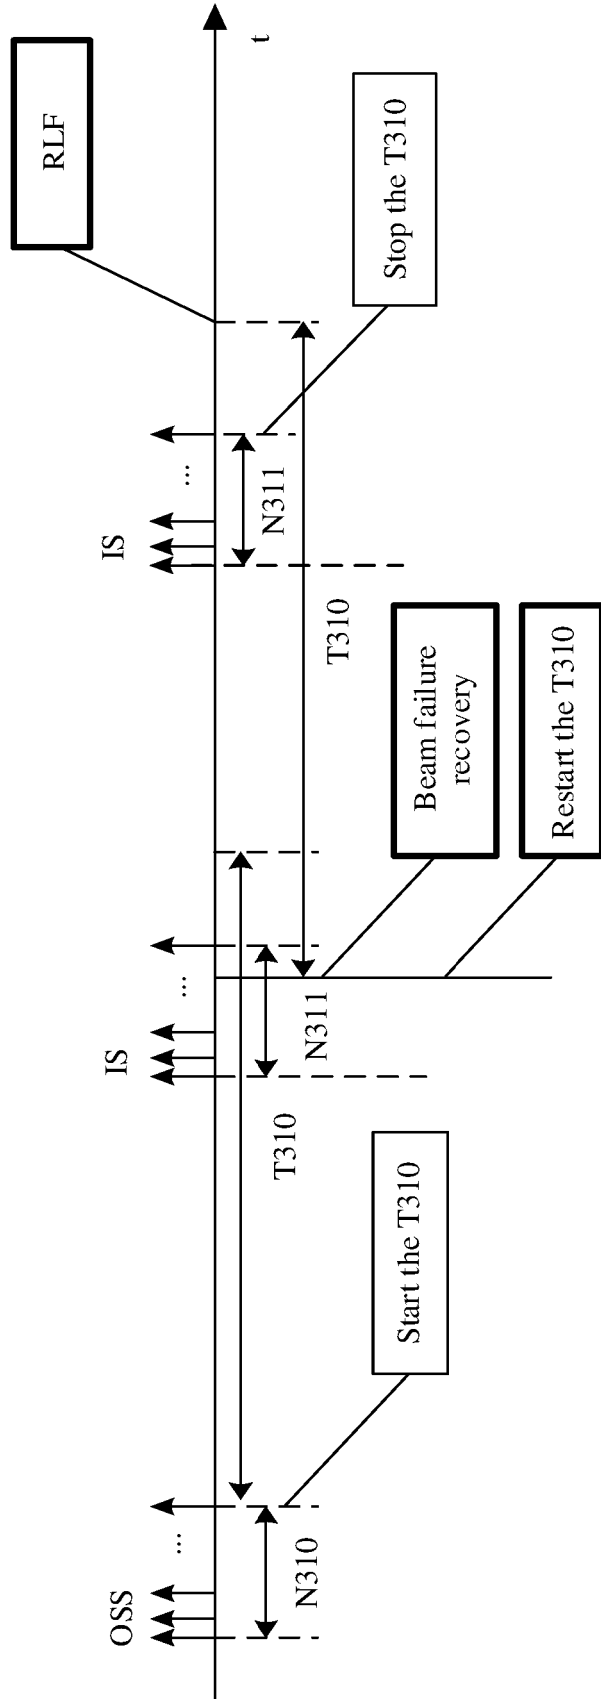 OSS
...
IS
...
IS
...
RLF
t
N310
T310
N311
T310
N311
Start the T310
Beam failure
recovery
Restart the T310
Stop the T310